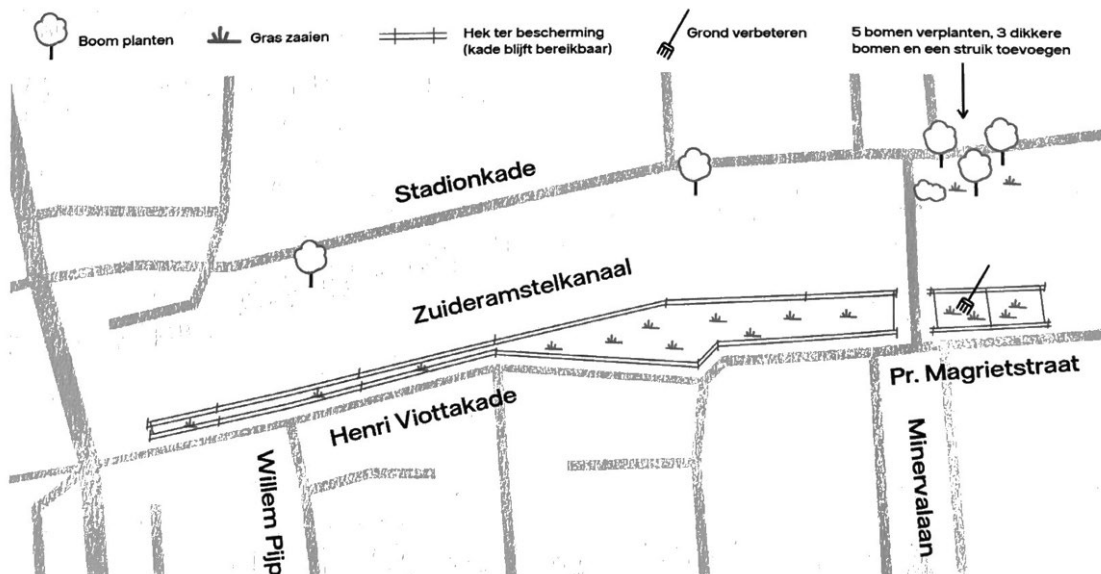 Boom planten
Gras zaaien
Hek ter bescherming
(kade blijft bereikbaar)
Grond verbeteren
5 bomen verplanten, 3 dikkere
bomen en een struik toevoegen
Stadionkade
Zuideramstelkanaal
Henri Viottakade
Pr. Magrietstraat
Willem Pijp
Minervalaan